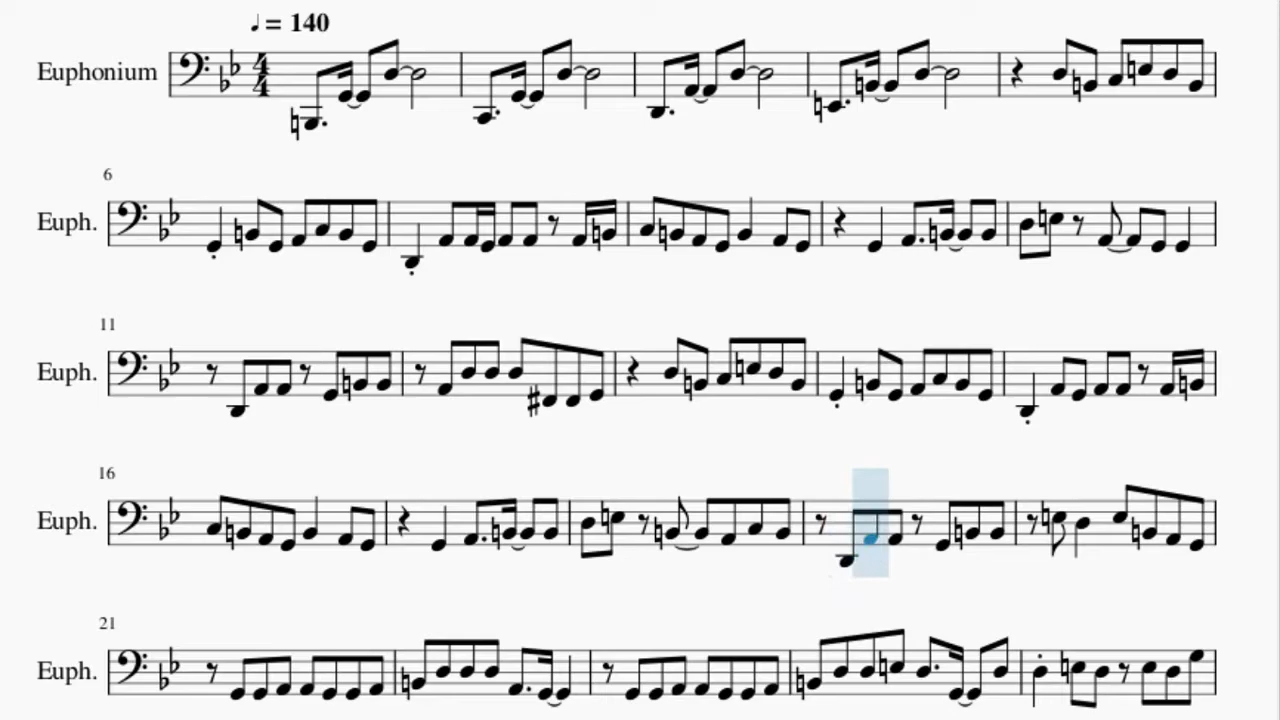 ♩ = 140
Euphonium
4
4
6
Euph.
11
Euph.
16
Euph.
21
Euph.